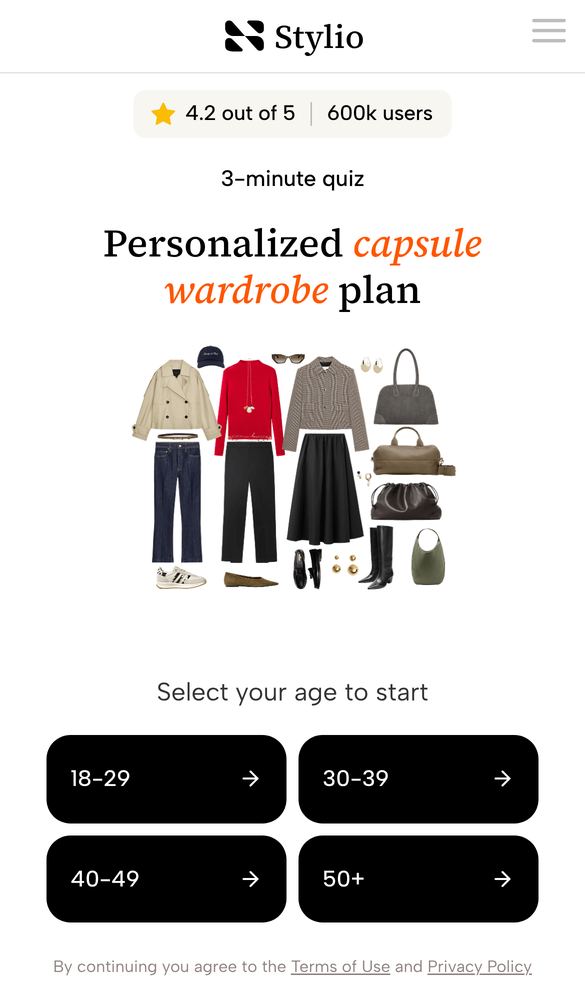 Stylio
4.2 out of 5 | 600k users
3-minute quiz
Personalized capsule
wardrobe plan
Select your age to start
18-29
30-39
40-49
50+
By continuing you agree to the Terms of Use and Privacy Policy